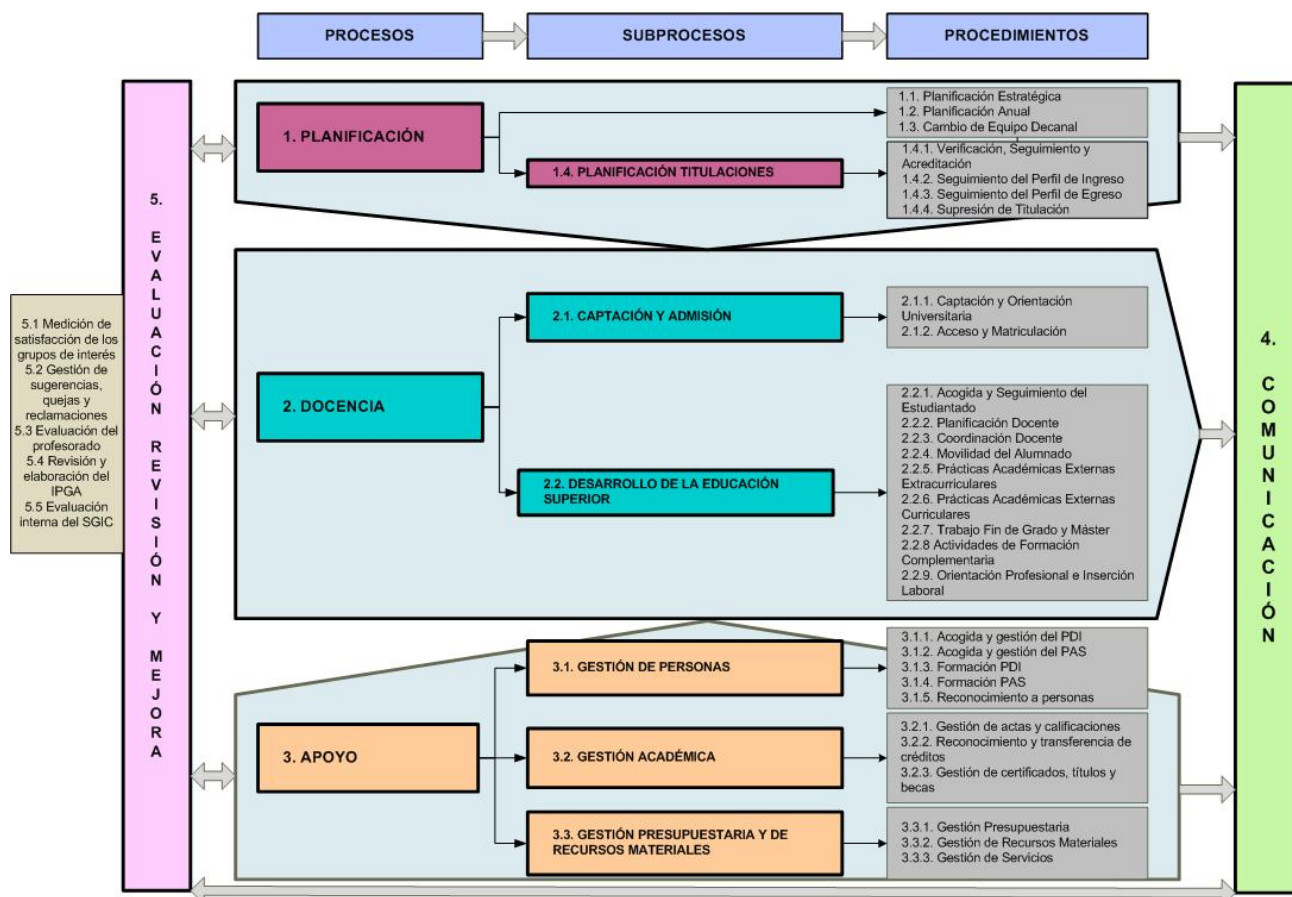 PROCESOS
SUBPROCESOS
PROCEDIMIENTOS
1. PLANIFICACIÓN
1.1. Planificación Estratégica
1.2. Planificación Anual
1.3. Cambio de Equipo Decanal
1.4. PLANIFICACIÓN TITULACIONES
1.4.1. Verificación, Seguimiento y
Acreditación
1.4.2. Seguimiento del Perfil de Ingreso
1.4.3. Seguimiento del Perfil de Egreso
1.4.4. Supresión de Titulación
2. DOCENCIA
2.1. CAPTACIÓN Y ADMISIÓN
2.1.1. Captación y Orientación
Universitaria
2.1.2. Acceso y Matriculación
2.2. DESARROLLO DE LA EDUCACIÓN
SUPERIOR
2.2.1. Acogida y Seguimiento del
Estudiantado
2.2.2. Planificación Docente
2.2.3. Coordinación Docente
2.2.4. Movilidad del Alumnado
2.2.5. Prácticas Académicas Externas
Extracurriculares
2.2.6. Prácticas Académicas Externas
Curriculares
2.2.7. Trabajo Fin de Grado y Máster
2.2.8 Actividades de Formación
Complementaria
2.2.9. Orientación Profesional e Inserción
Laboral
3. APOYO
3.1. GESTIÓN DE PERSONAS
3.1.1. Acogida y gestión del PDI
3.1.2. Acogida y gestión del PAS
3.1.3. Formación PDI
3.1.4. Formación PAS
3.1.5. Reconocimiento a personas
3.2. GESTIÓN ACADÉMICA
3.2.1. Gestión de actas y calificaciones
3.2.2. Reconocimiento y transferencia de
créditos
3.2.3. Gestión de certificados, títulos y
becas
3.3. GESTIÓN PRESUPUESTARIA Y DE
RECURSOS MATERIALES
3.3.1. Gestión Presupuestaria
3.3.2. Gestión de Recursos Materiales
3.3.3. Gestión de Servicios
4. COMUNICACIÓN
5. EVALUACIÓN REVISIÓN Y MEJORA
5.1 Medición de
satisfacción de los
grupos de interés
5.2 Gestión de
sugerencias,
quejas y
reclamaciones
5.3 Evaluación del
profesorado
5.4 Revisión y
elaboración del
IPGA
5.5 Evaluación
interna del SGIC